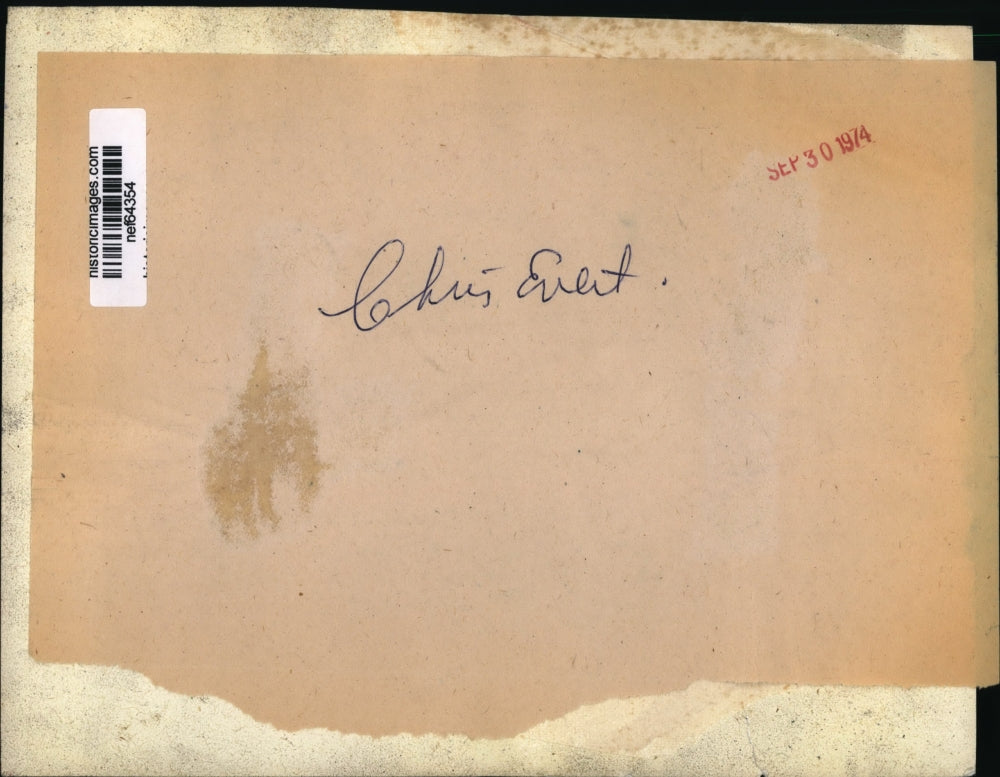 historicimages.com
nef64354
SEP 30 1974
Chris Evert.